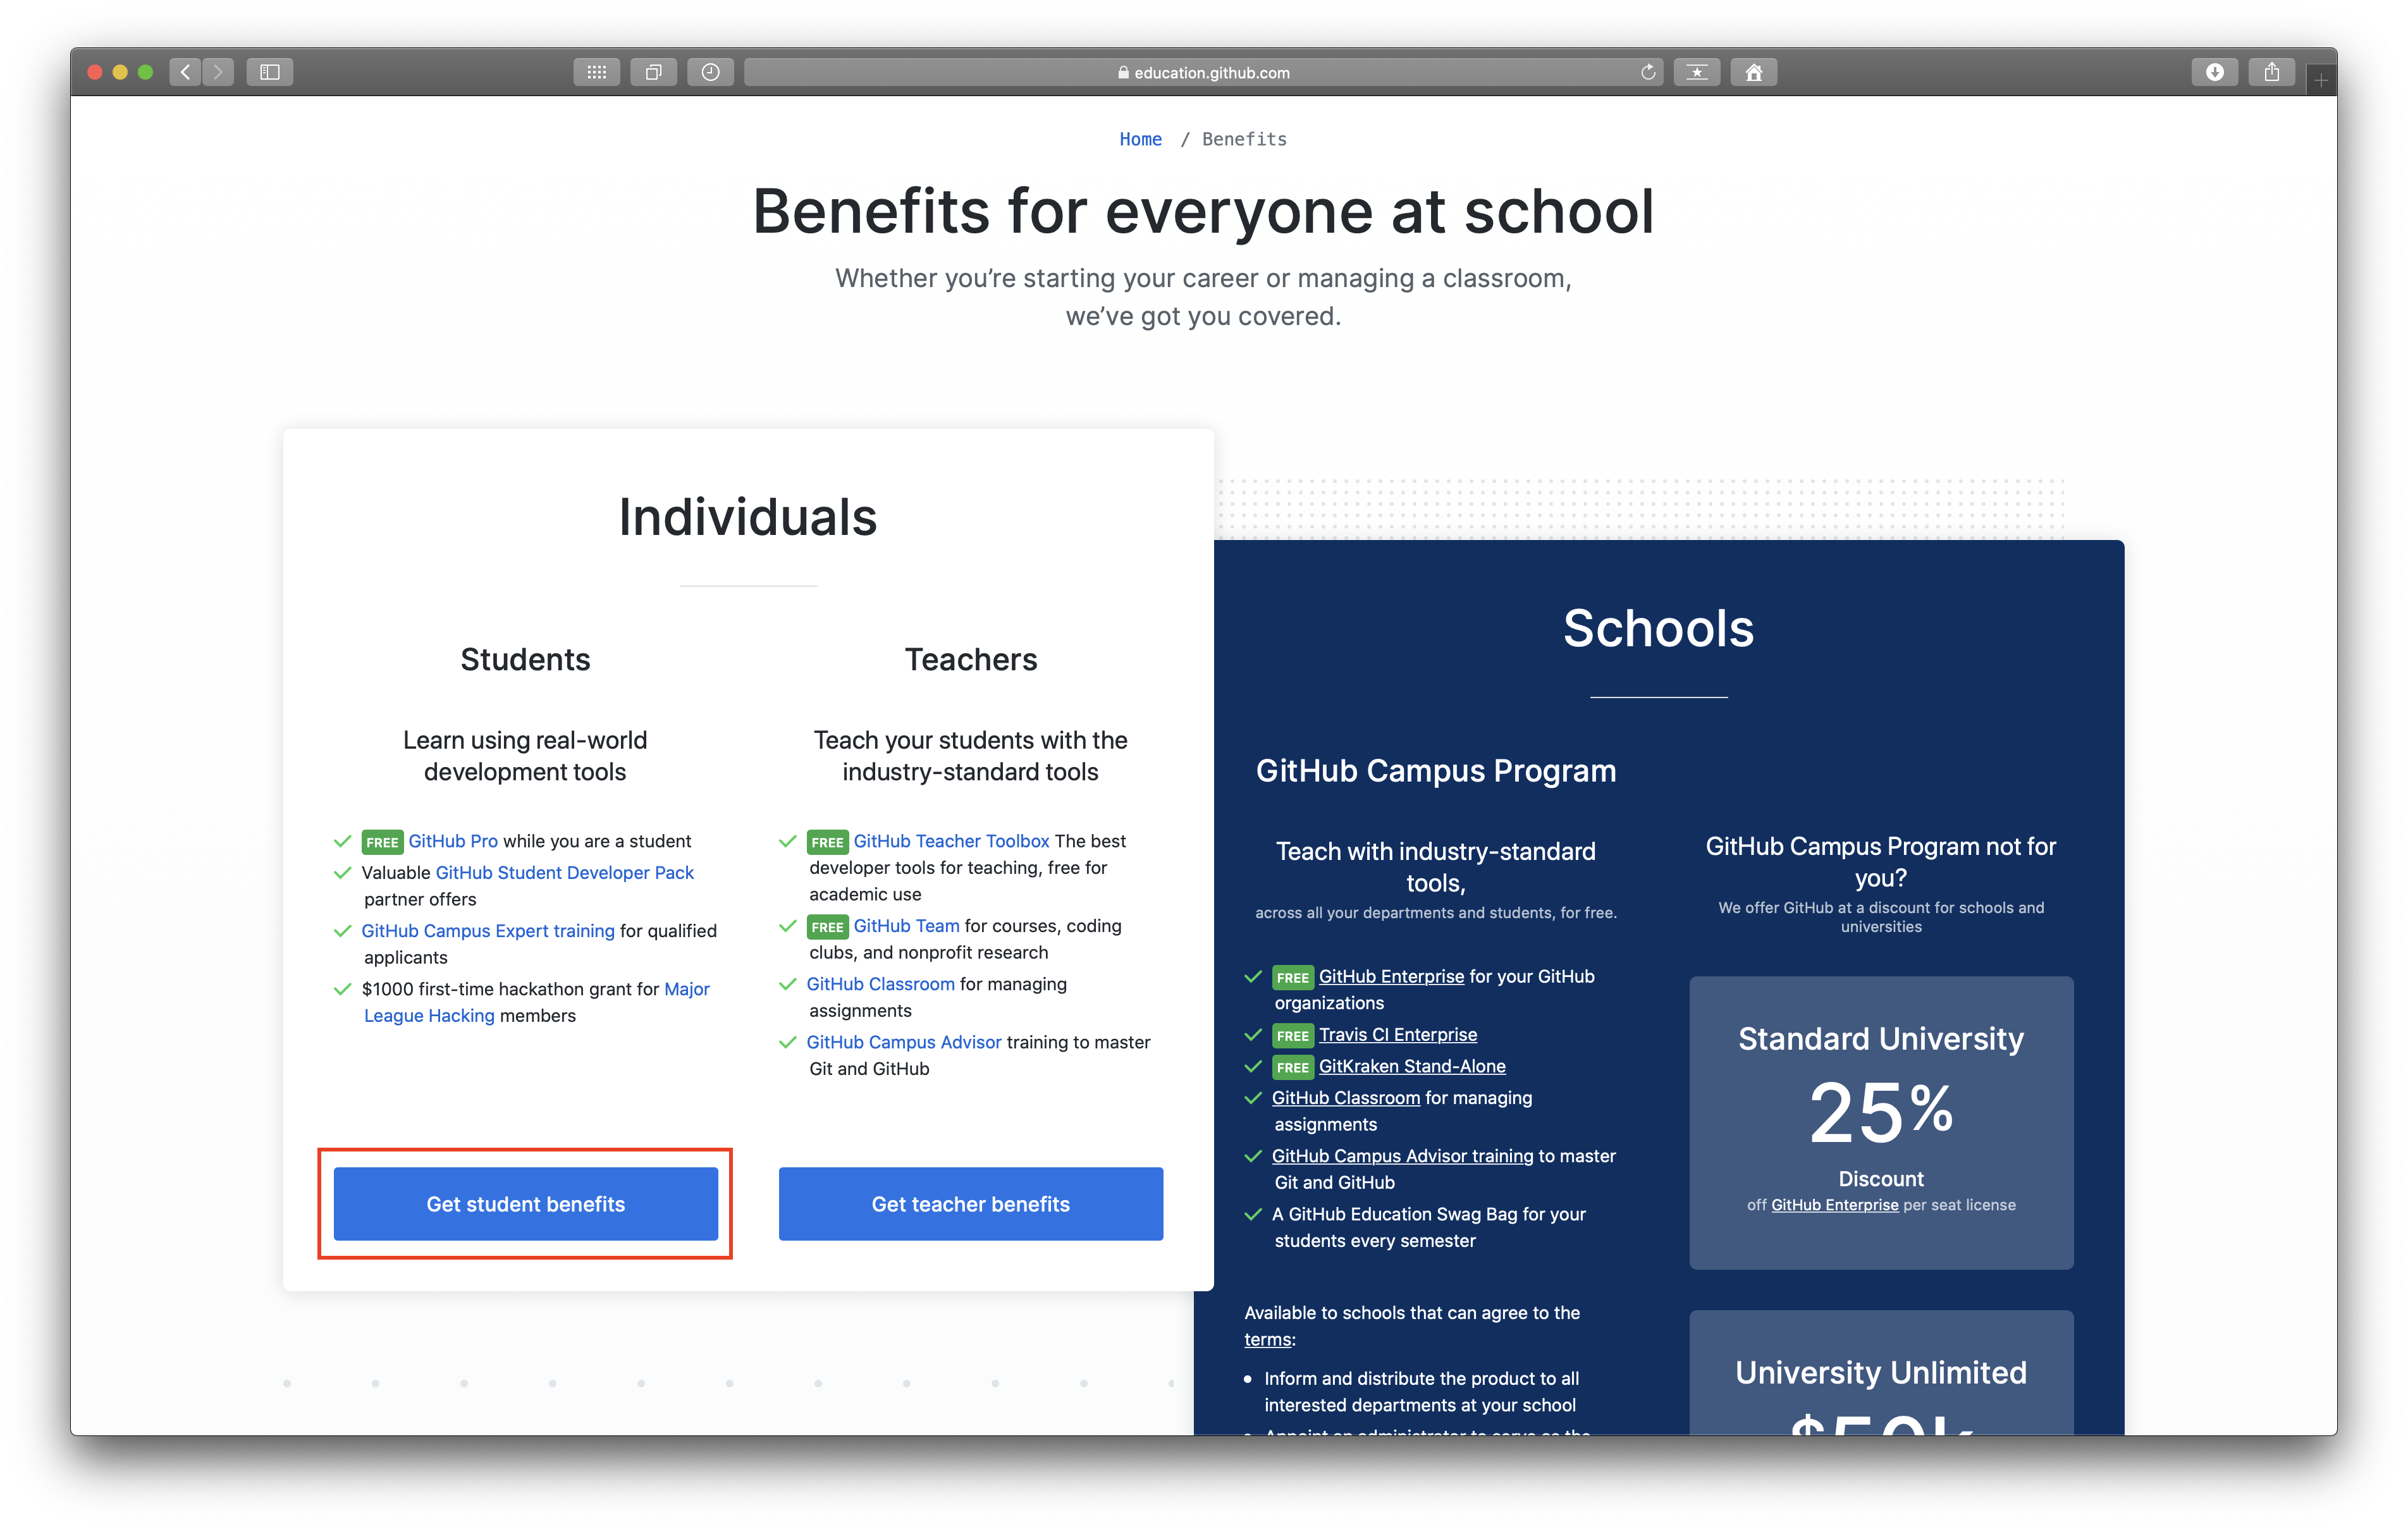 education.github.com
Home / Benefits
Benefits for everyone at school
Whether you’re starting your career or managing a classroom,
we’ve got you covered.
Individuals
Students
Learn using real-world
development tools
FREE GitHub Pro while you are a student
Valuable GitHub Student Developer Pack
partner offers
GitHub Campus Expert training for qualified
applicants
$1000 first-time hackathon grant for Major
League Hacking members
Get student benefits
Teachers
Teach your students with the
industry-standard tools
FREE GitHub Teacher Toolbox The best
developer tools for teaching, free for
academic use
FREE GitHub Team for courses, coding
clubs, and nonprofit research
GitHub Classroom for managing
assignments
GitHub Campus Advisor training to master
Git and GitHub
Get teacher benefits
Schools
GitHub Campus Program
Teach with industry-standard
tools,
across all your departments and students, for free.
FREE GitHub Enterprise for your GitHub
organizations
FREE Travis CI Enterprise
FREE GitKraken Stand-Alone
GitHub Classroom for managing
assignments
GitHub Campus Advisor training to master
Git and GitHub
A GitHub Education Swag Bag for your
students every semester
Available to schools that can agree to the
terms:
Inform and distribute the product to all
interested departments at your school
Appoint an administrator to serve as the
GitHub Campus Program not for
you?
We offer GitHub at a discount for schools and
universities
Standard University
25%
Discount
off GitHub Enterprise per seat license
University Unlimited
$50k